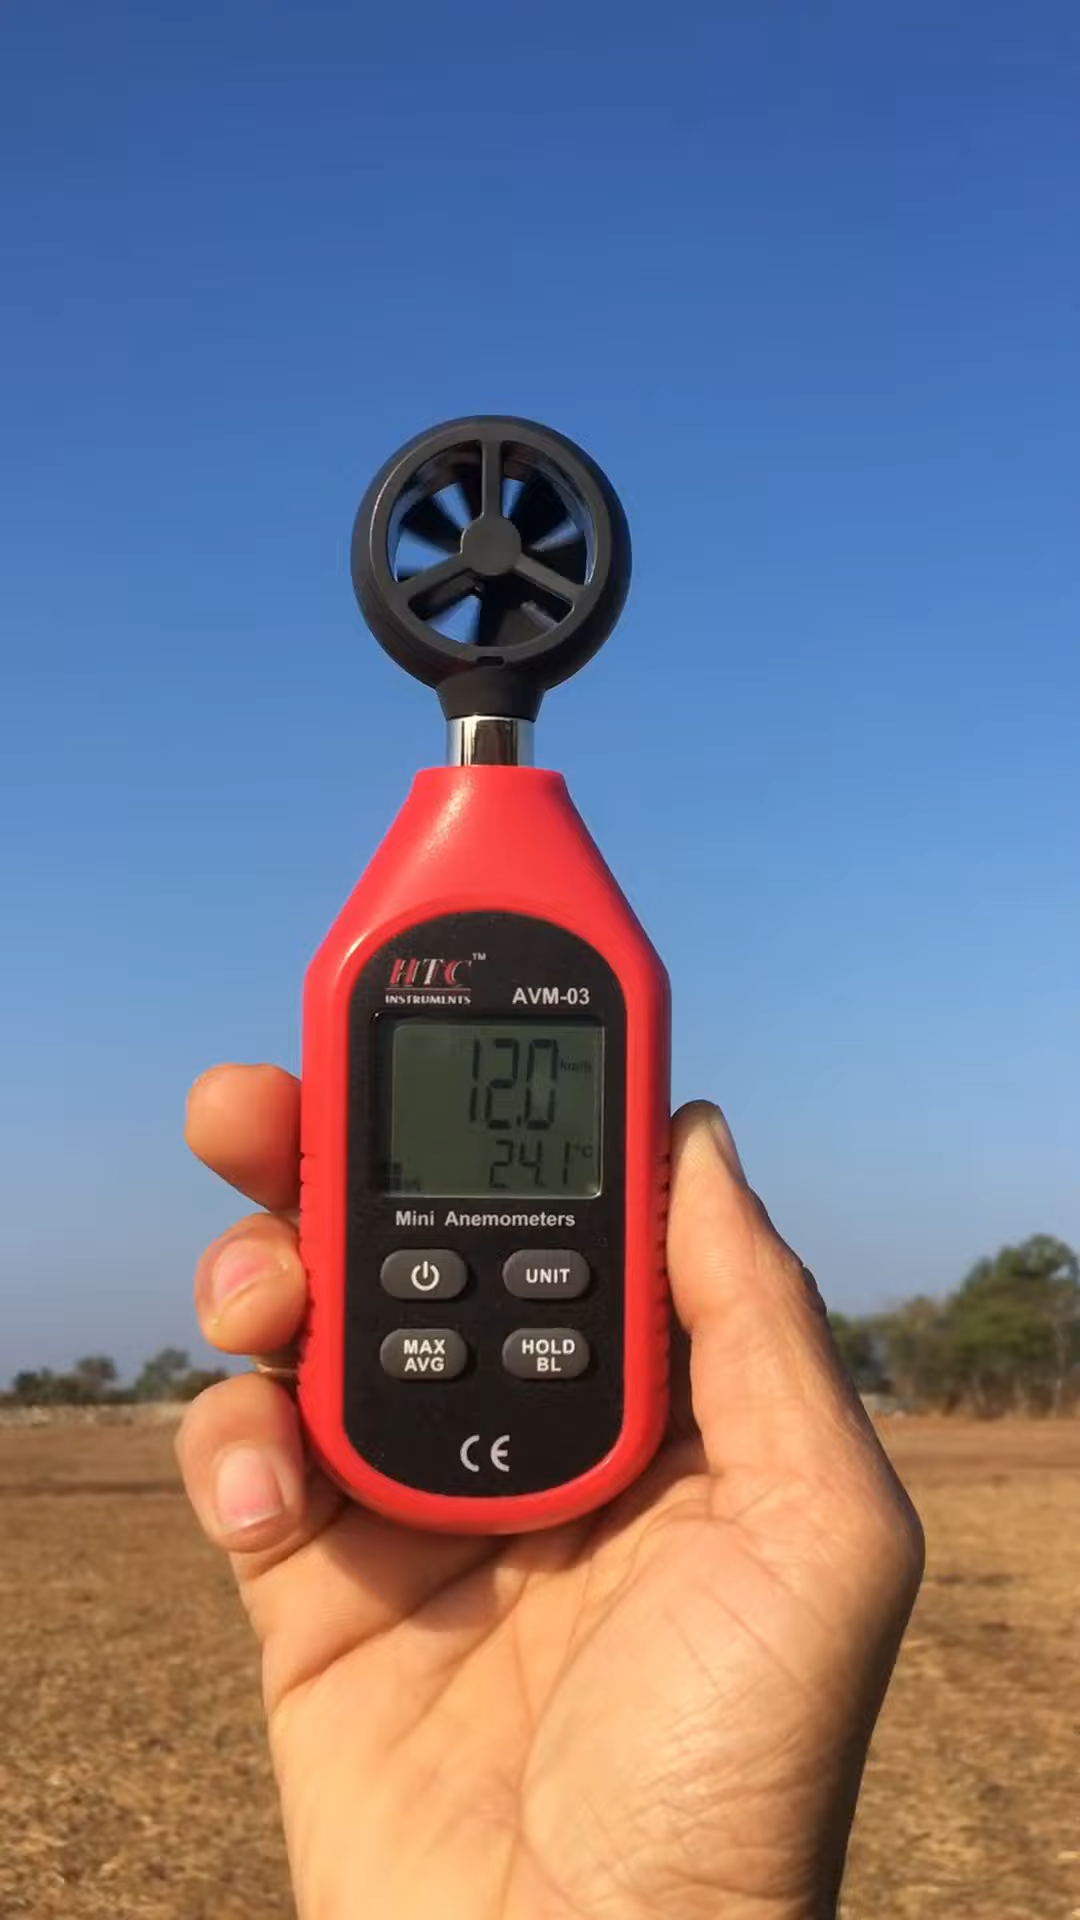 HTC™
INSTRUMENTS
AVM-03
12.0 km/h
24.1 °C
Mini Anemometers
UNIT
MAX
AVG
HOLD
BL
CE